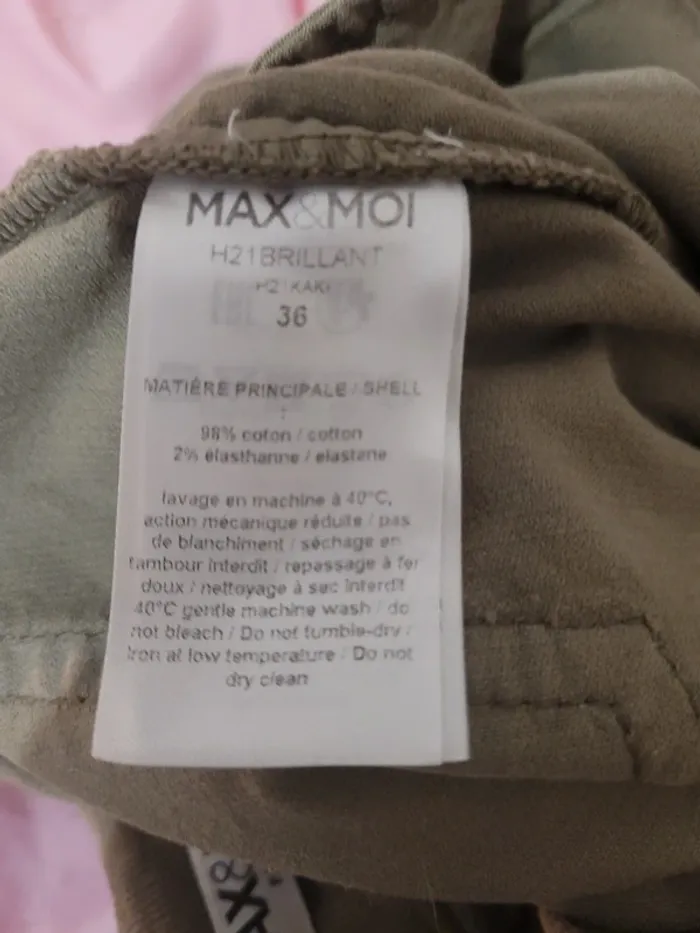 MAX&MOI
H21BRILLANT
H21KAKI
36
MATIÈRE PRINCIPALE / SHELL
:
98% coton / cotton
2% élasthanne / elastane
lavage en machine à 40°C,
action mécanique réduite / pas
de blanchiment / séchage en
tambour interdit / repassage à fer
doux / nettoyage à sec interdit
40°C gentle machine wash / do
not bleach / Do not tumble-dry /
Iron at low temperature / Do not
dry clean